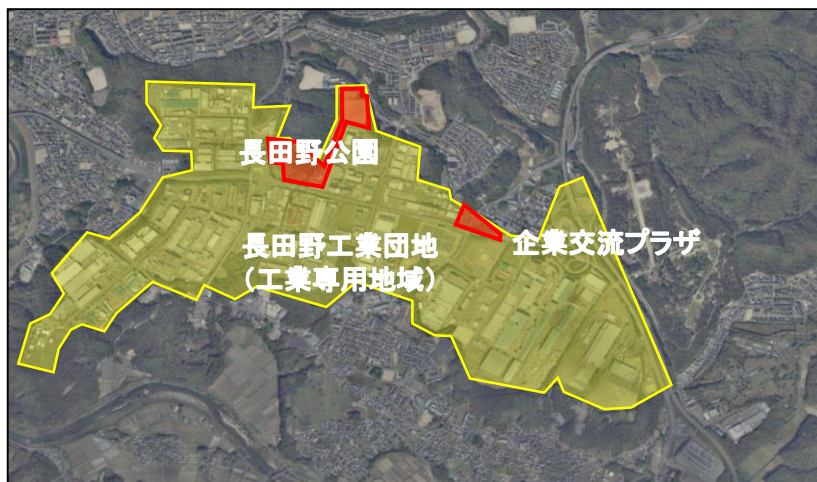 長田野公園
長田野工業団地
（工業専用地域）
企業交流プラザ